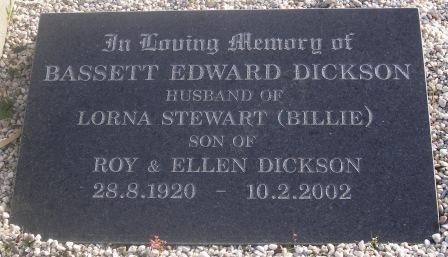 In Loving Memory of
BASSETT EDWARD DICKSON
HUSBAND OF
LORNA STEWART (BILLIE)
SON OF
ROY & ELLEN DICKSON
28.8.1920 - 10.2.2002